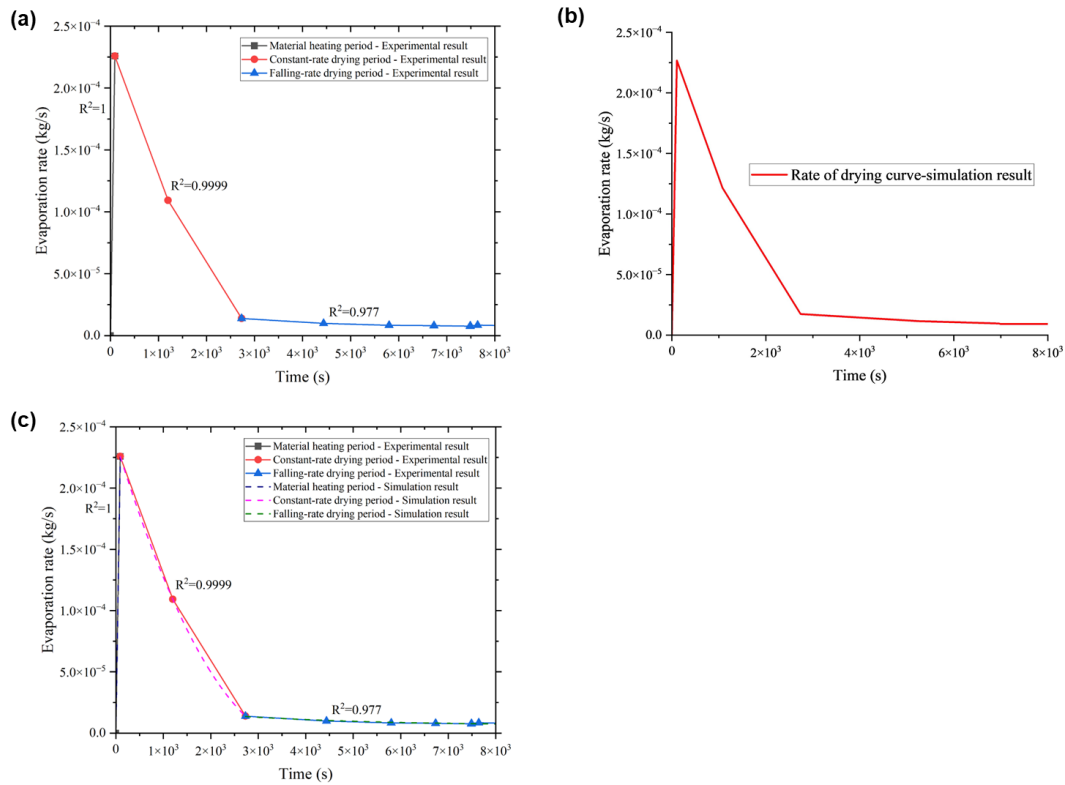 (a)
2.5×10⁻⁴
2.0×10⁻⁴
1.5×10⁻⁴
1.0×10⁻⁴
5.0×10⁻⁵
0.0
Evaporation rate (kg/s)
Material heating period - Experimental result
Constant-rate drying period - Experimental result
Falling-rate drying period - Experimental result
R²=1
R²=0.9999
R²=0.977
0 1×10³ 2×10³ 3×10³ 4×10³ 5×10³ 6×10³ 7×10³ 8×10³
Time (s)
(b)
2.5×10⁻⁴
2.0×10⁻⁴
1.5×10⁻⁴
1.0×10⁻⁴
5.0×10⁻⁵
0.0
Evaporation rate (kg/s)
Rate of drying curve-simulation result
0 2×10³ 4×10³ 6×10³ 8×10³
Time (s)
(c)
2.5×10⁻⁴
2.0×10⁻⁴
1.5×10⁻⁴
1.0×10⁻⁴
5.0×10⁻⁵
0.0
Evaporation rate (kg/s)
Material heating period - Experimental result
Constant-rate drying period - Experimental result
Falling-rate drying period - Experimental result
Material heating period - Simulation result
Constant-rate drying period - Simulation result
Falling-rate drying period - Simulation result
R²=1
R²=0.9999
R²=0.977
0 1×10³ 2×10³ 3×10³ 4×10³ 5×10³ 6×10³ 7×10³ 8×10³
Time (s)